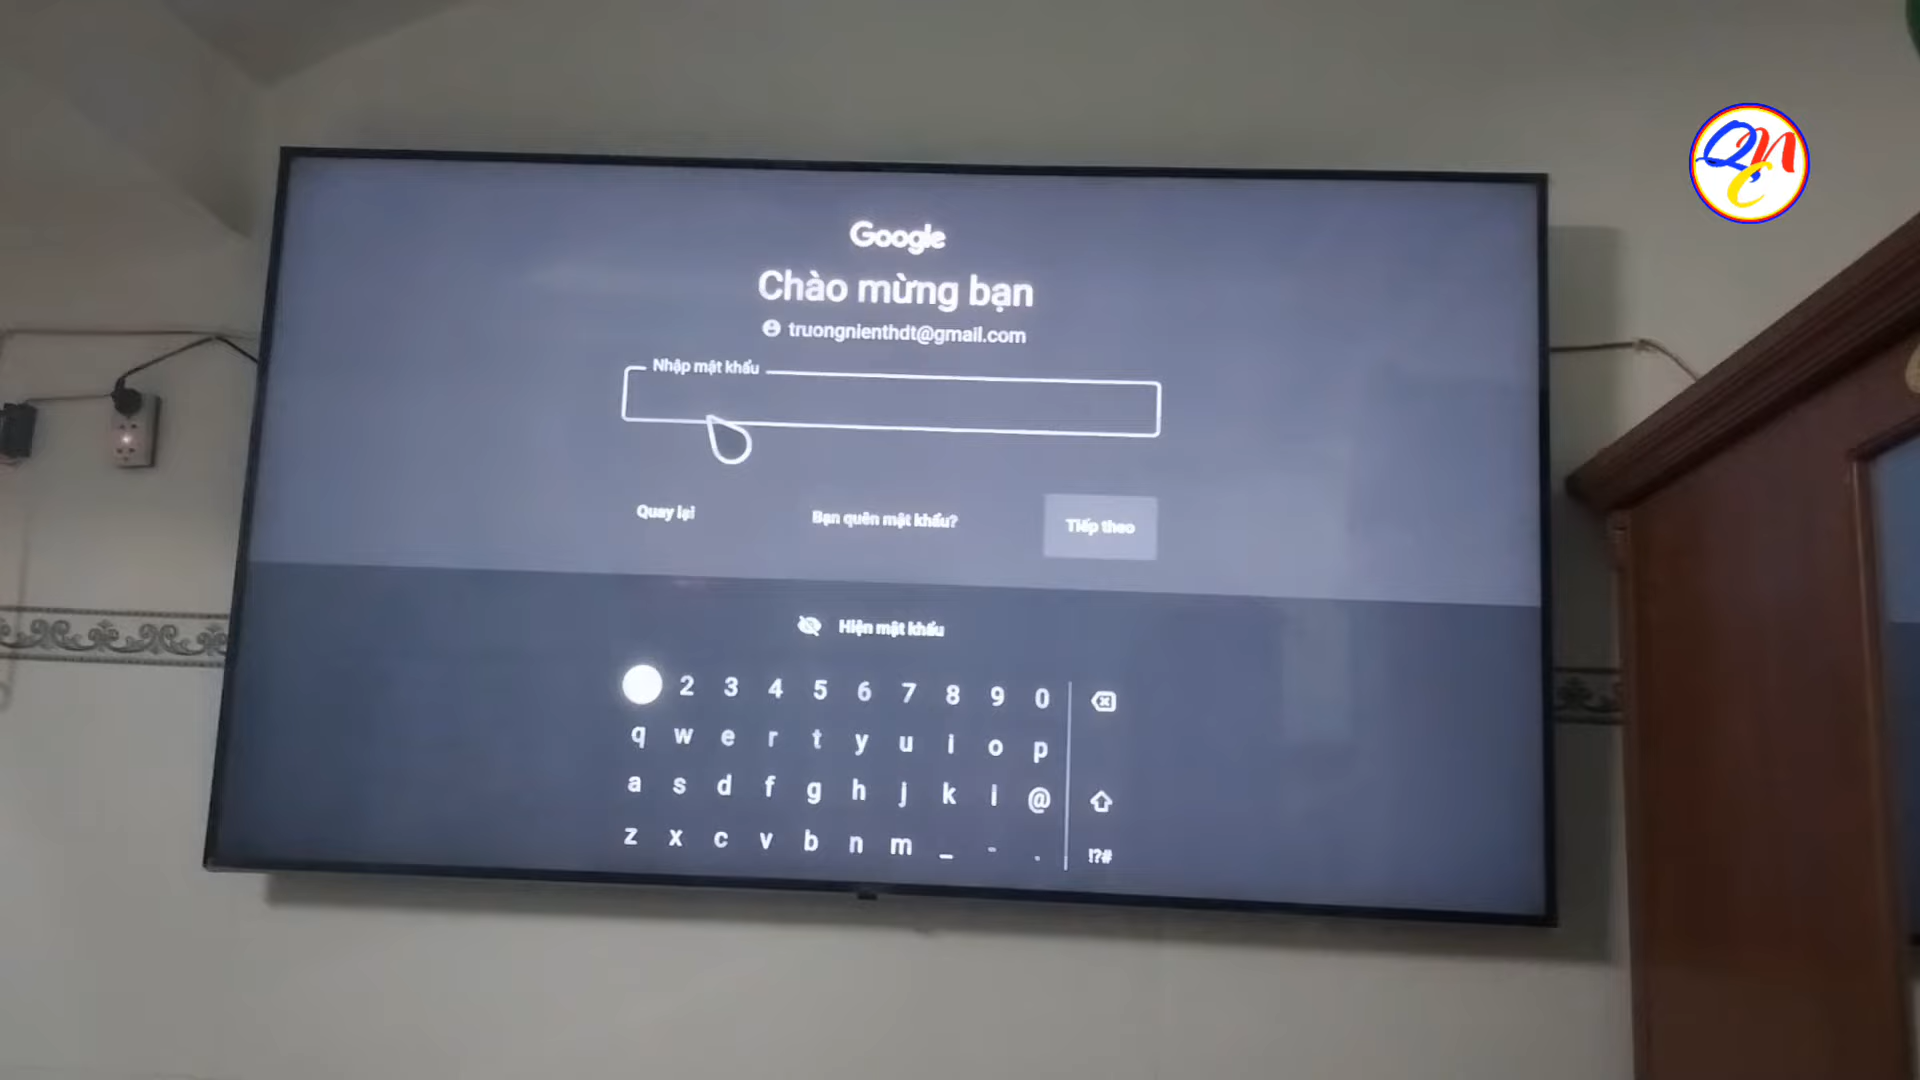 QNC
Google
Chào mừng bạn
truongnienthdt@gmail.com
Nhập mật khẩu
Quay lại
Bạn quên mật khẩu?
Tiếp theo
Hiện mật khẩu
2 3 4 5 6 7 8 9 0
q w e r t y u i o p
a s d f g h j k l @
z x c v b n m _ - . !?#